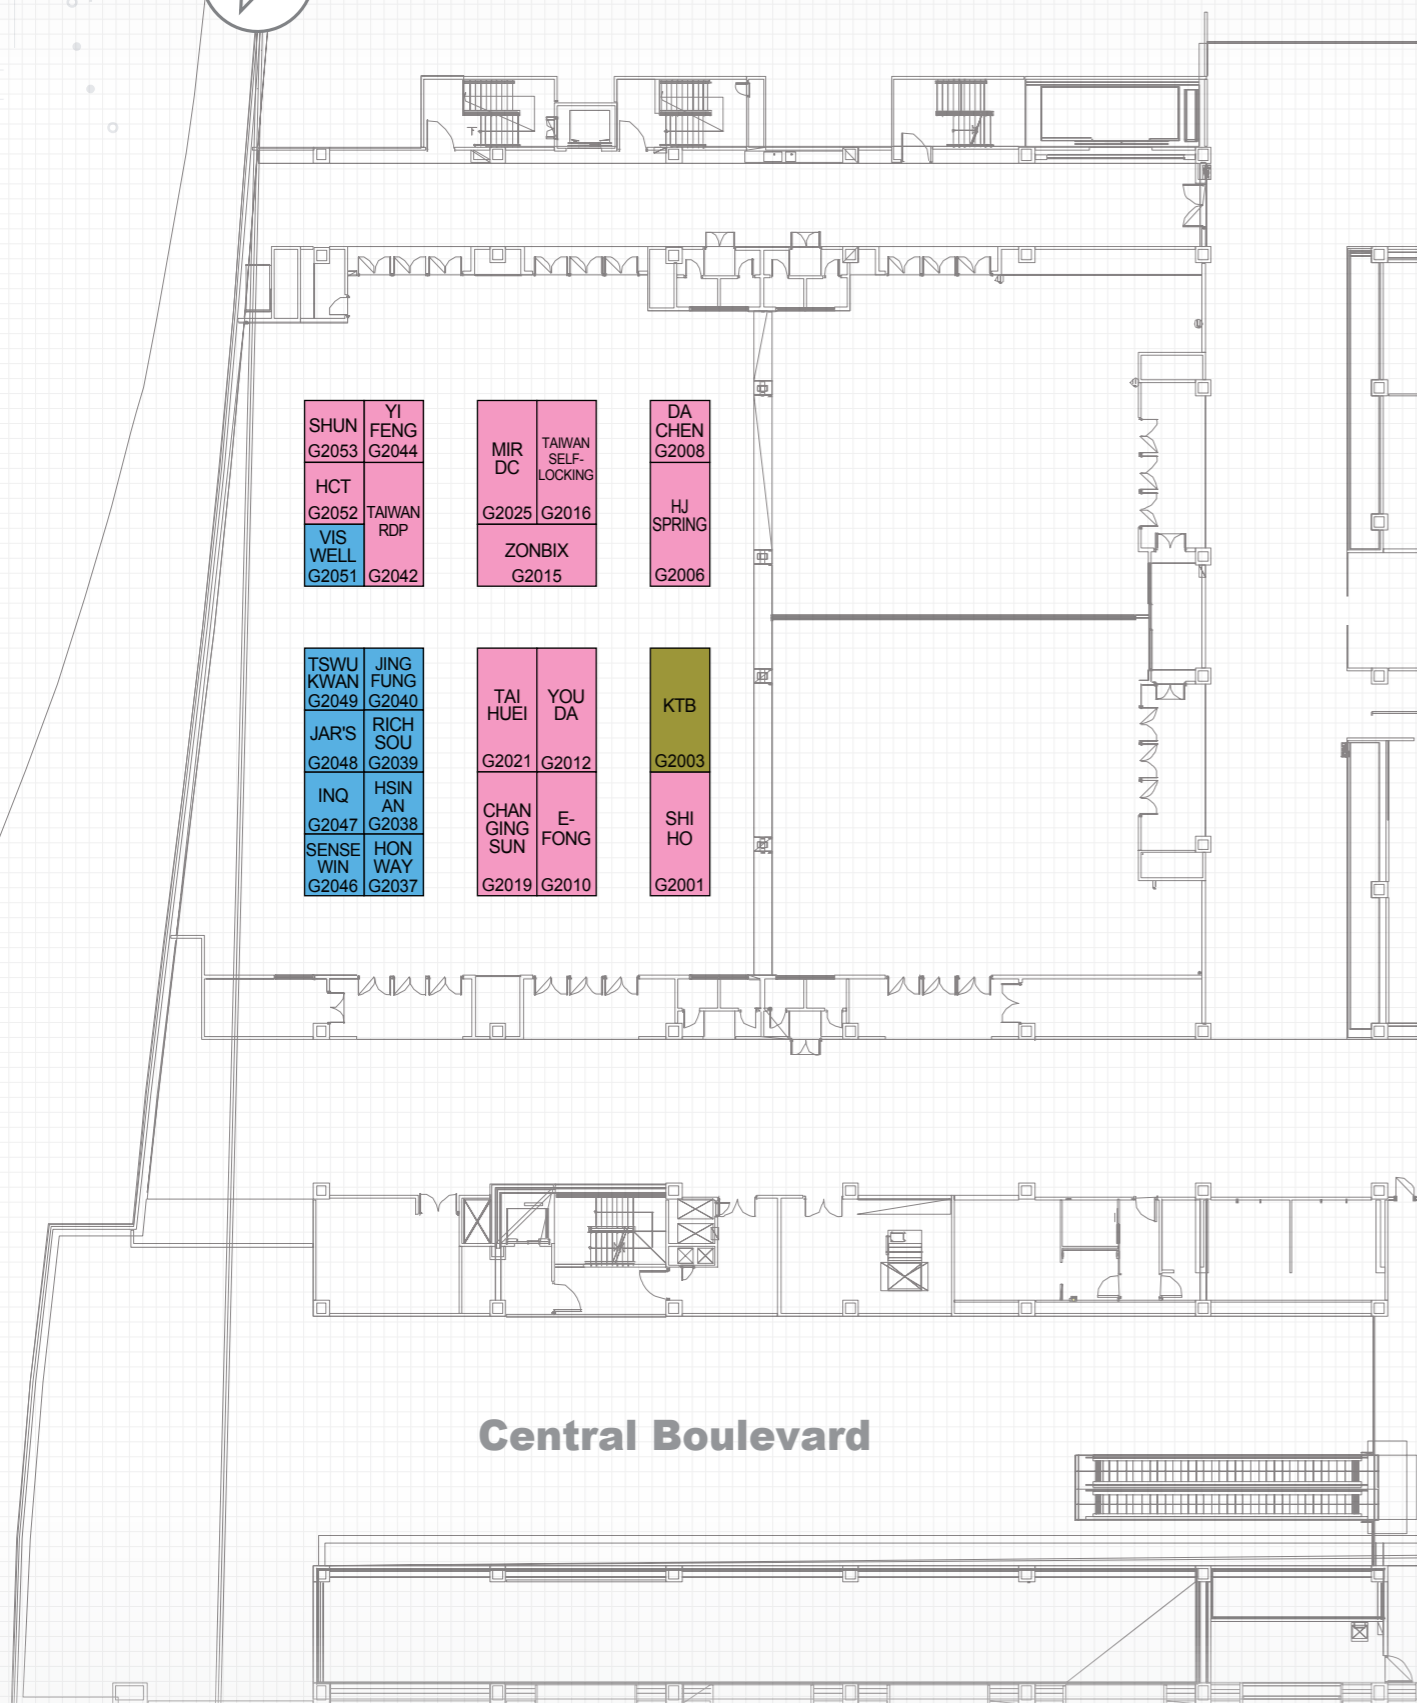 SHUN
G2053
YI
FENG
G2044
HCT
G2052
TAIWAN
RDP
G2042
VIS
WELL
G2051
MIR
DC
G2025
TAIWAN
SELF-
LOCKING
G2016
ZONBIX
G2015
DA
CHEN
G2008
HJ
SPRING
G2006
TSWU
KWAN
G2049
JING
FUNG
G2040
JAR'S
G2048
RICH
SOU
G2039
INQ
G2047
HSIN
AN
G2038
SENSE
WIN
G2046
HON
WAY
G2037
TAI
HUEI
G2021
YOU
DA
G2012
CHAN
GING
SUN
G2019
E-
FONG
G2010
KTB
G2003
SHI
HO
G2001
Central Boulevard